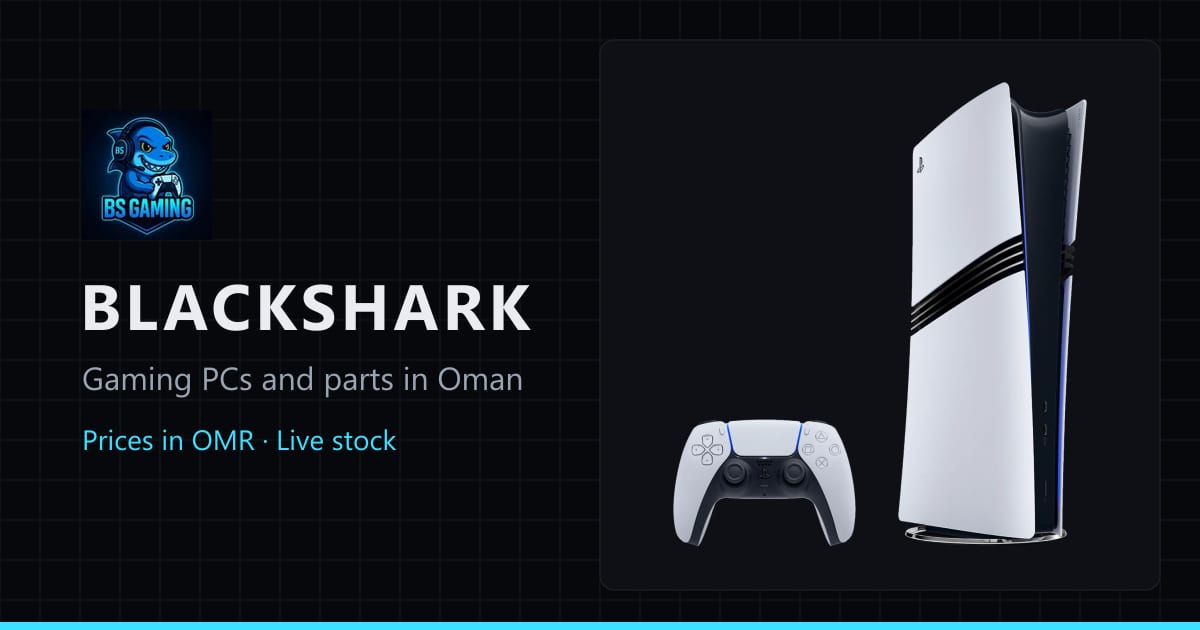 BS
BS GAMING
BLACKSHARK
Gaming PCs and parts in Oman
Prices in OMR · Live stock